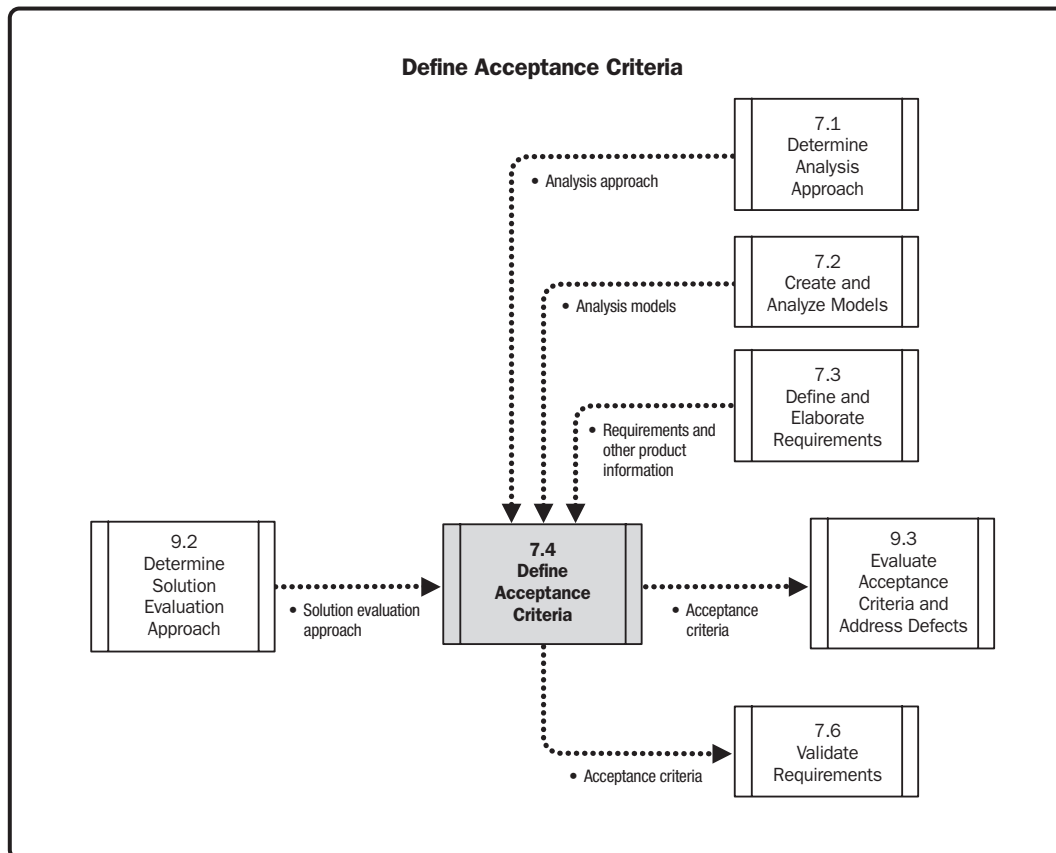 Define Acceptance Criteria
7.1
Determine
Analysis
Approach
• Analysis approach
7.2
Create and
Analyze Models
• Analysis models
7.3
Define and
Elaborate
Requirements
• Requirements and
other product
information
9.2
Determine
Solution
Evaluation
Approach
• Solution evaluation
approach
7.4
Define
Acceptance
Criteria
• Acceptance
criteria
9.3
Evaluate
Acceptance
Criteria and
Address Defects
• Acceptance criteria
7.6
Validate
Requirements